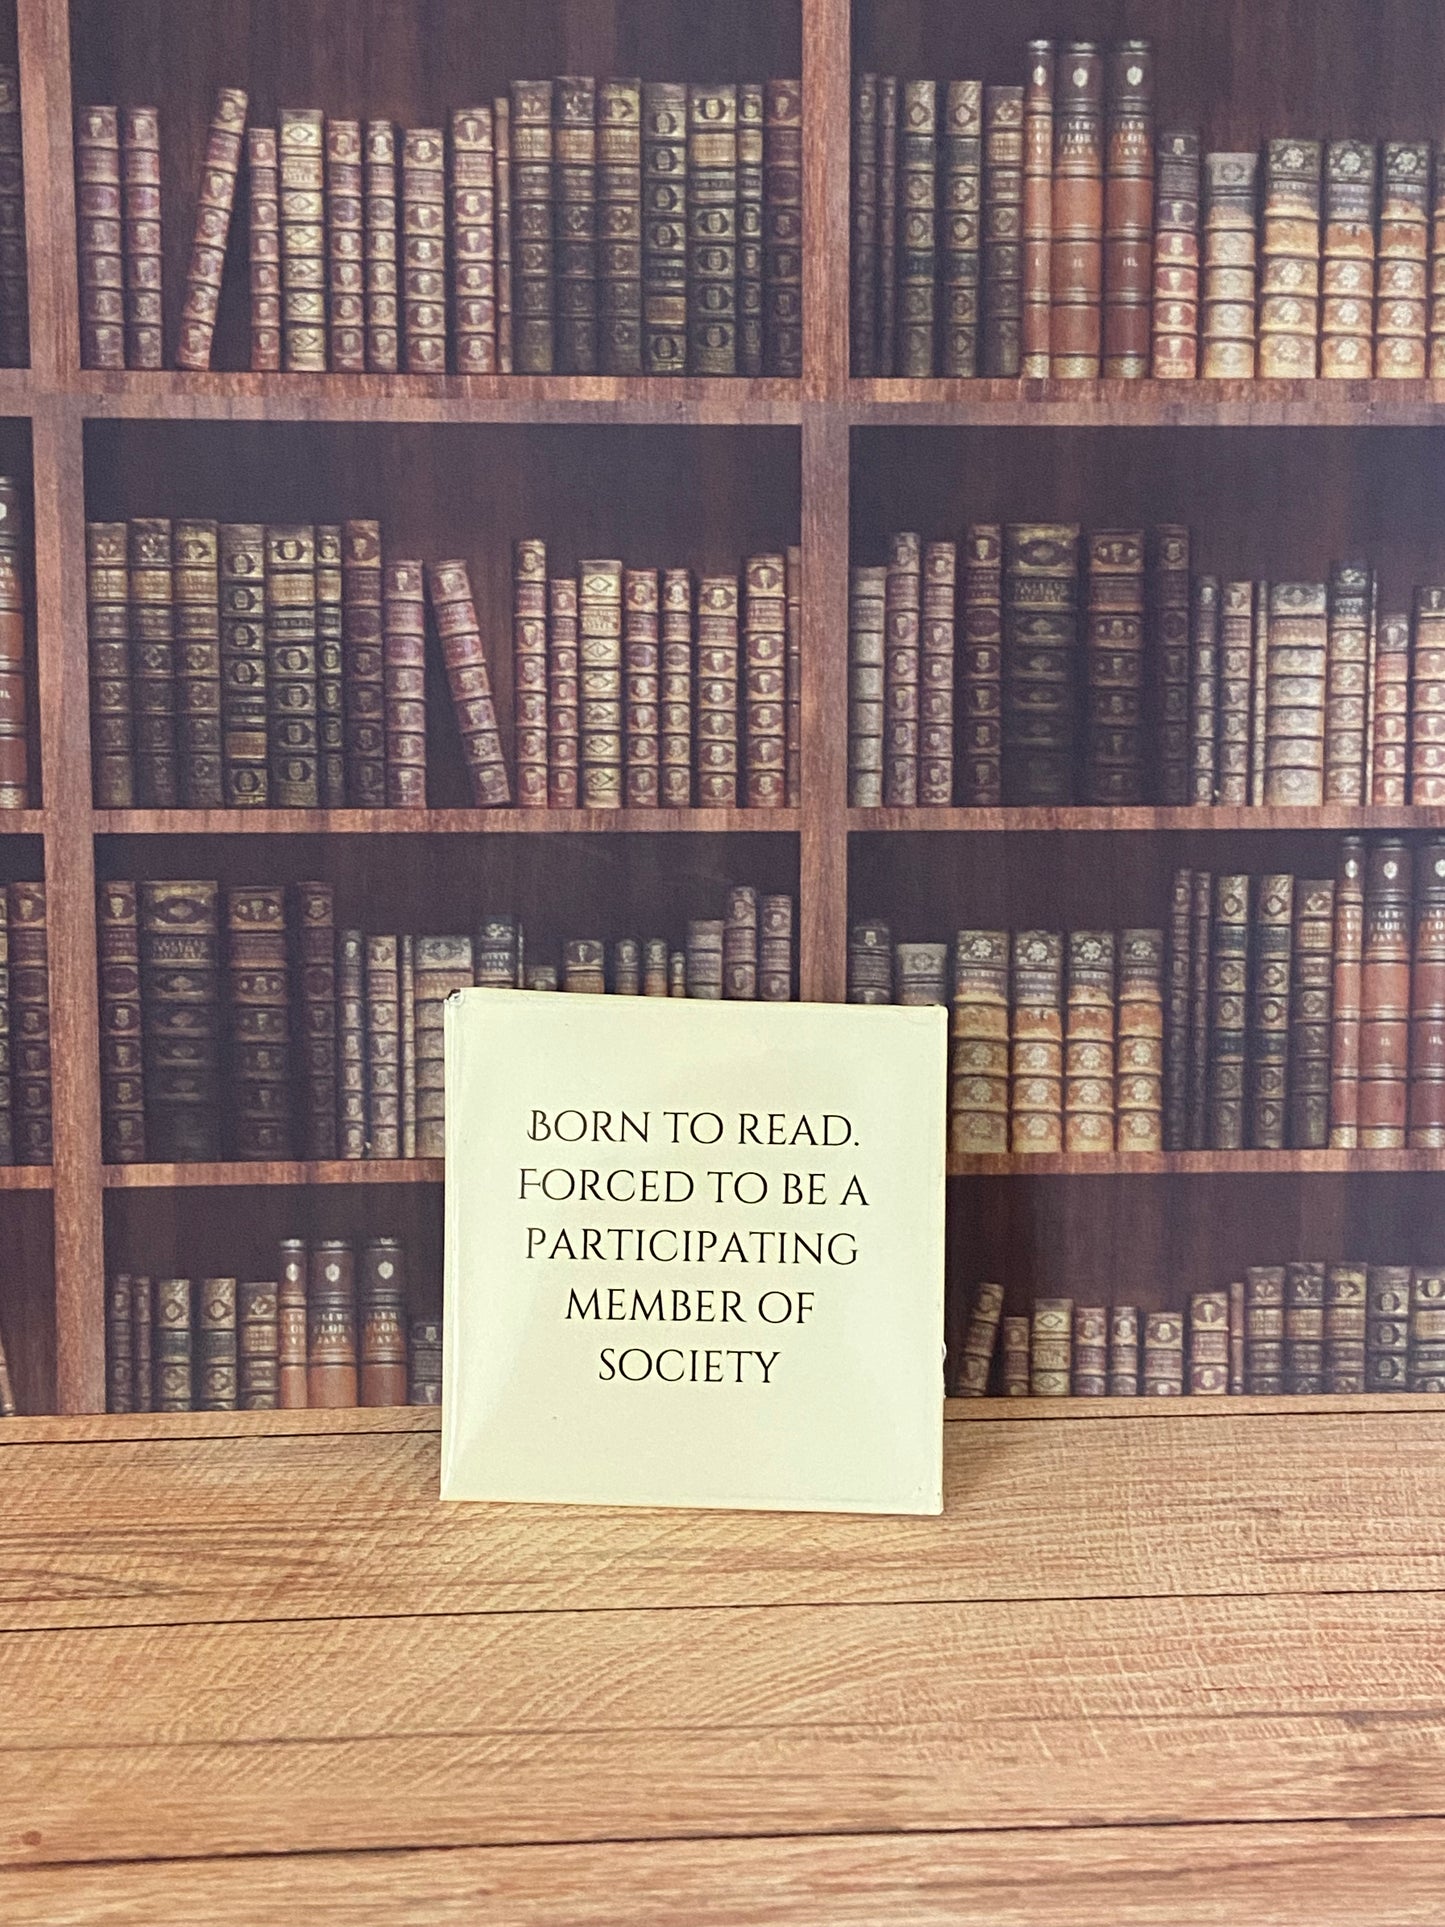 BORN TO READ.
FORCED TO BE A
PARTICIPATING
MEMBER OF
SOCIETY